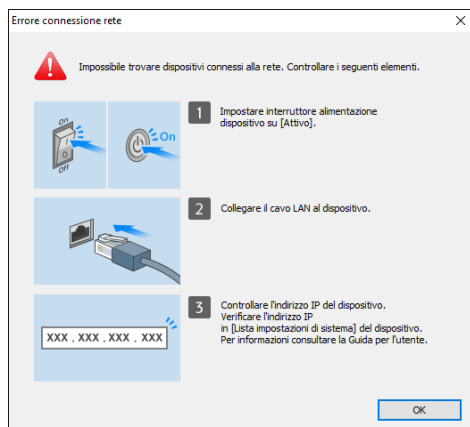 Errore connessione rete
Impossibile trovare dispositivi connessi alla rete. Controllare i seguenti elementi.
On
Off
On
1
Impostare interruttore alimentazione
dispositivo su [Attivo].
2
Collegare il cavo LAN al dispositivo.
3
Controllare l'indirizzo IP del dispositivo.
Verificare l'indirizzo IP
in [Lista impostazioni di sistema] del dispositivo.
Per informazioni consultare la Guida per l'utente.
XXX . XXX . XXX . XXX
OK